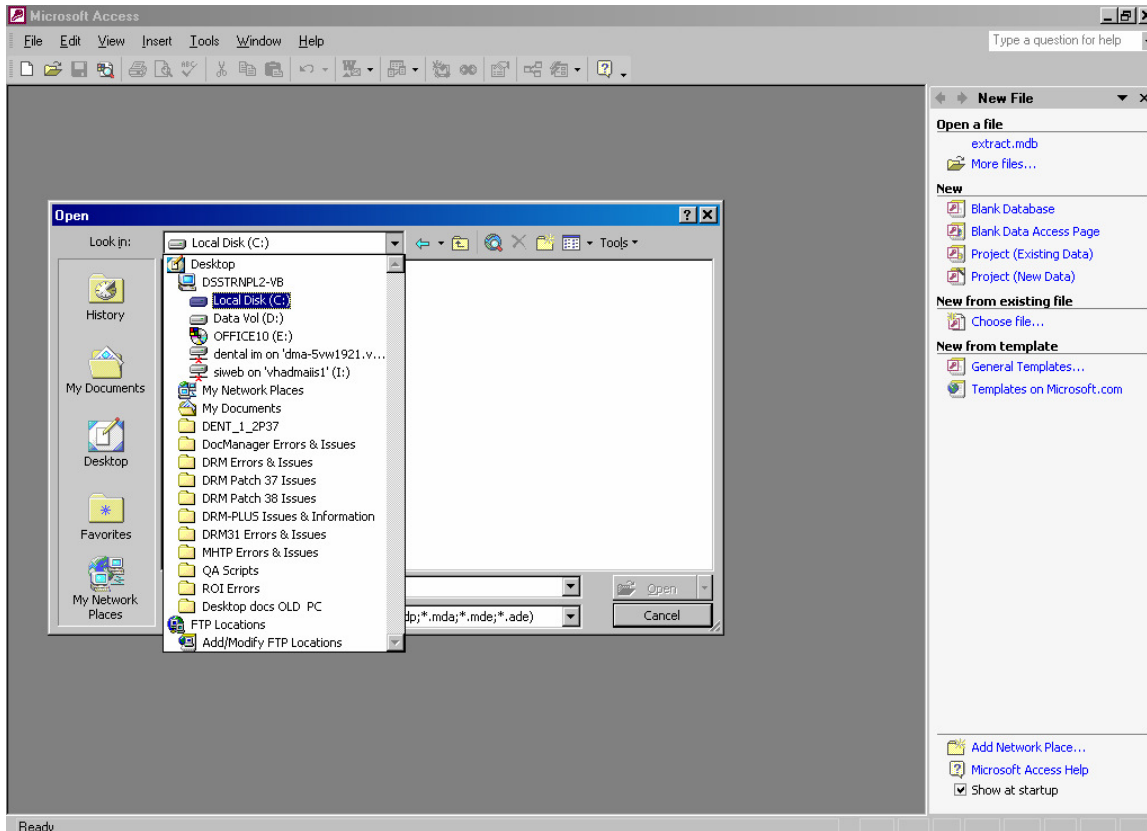 Microsoft Access
File Edit View Insert Tools Window Help
Type a question for help
New File
Open a file
extract.mdb
More files...
New
Blank Database
Blank Data Access Page
Project (Existing Data)
Project (New Data)
New from existing file
Choose file...
New from template
General Templates...
Templates on Microsoft.com
Open
Look in: Local Disk (C:)
Tools
History
My Documents
Desktop
Favorites
My Network
Places
Desktop
DSSTRNPL2-VB
Local Disk (C:)
Data Vol (D:)
OFFICE10 (E:)
dental im on 'dma-5vw1921.v...
siweb on 'vhadmaiis1' (I:)
My Network Places
My Documents
DENT_1_2P37
DocManager Errors & Issues
DRM Errors & Issues
DRM Patch 37 Issues
DRM Patch 38 Issues
DRM-PLUS Issues & Information
DRM31 Errors & Issues
MHTP Errors & Issues
QA Scripts
ROI Errors
Desktop docs OLD PC
FTP Locations
Add/Modify FTP Locations
Open
dp;*.mda;*.mde;*.ade)
Cancel
Add Network Place...
Microsoft Access Help
Show at startup
Ready